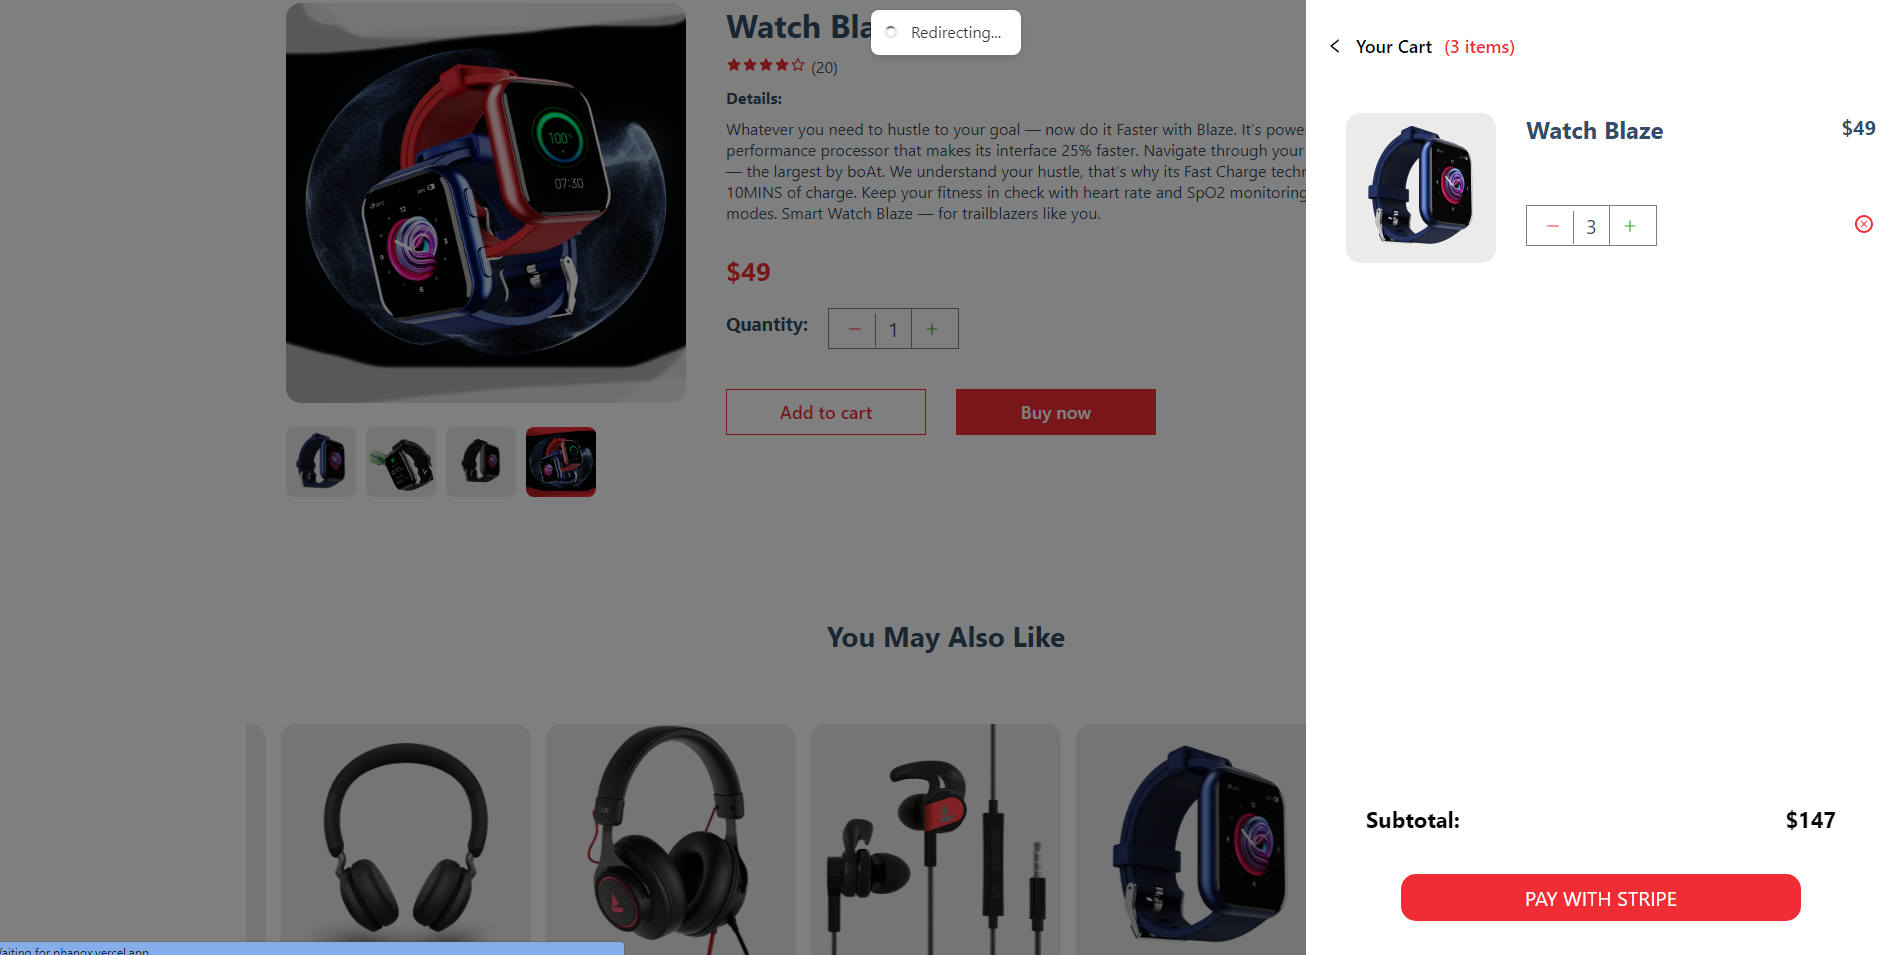 Watch Bla
Redirecting...
(20)
Details:
Whatever you need to hustle to your goal — now do it Faster with Blaze. It's powe
performance processor that makes its interface 25% faster. Navigate through your
— the largest by boAt. We understand your hustle, that's why its Fast Charge techn
10MINS of charge. Keep your fitness in check with heart rate and SpO2 monitoring
modes. Smart Watch Blaze — for trailblazers like you.
$49
Quantity:
− 1 +
Add to cart
Buy now
100%
07:30
You May Also Like
Your Cart (3 items)
Watch Blaze
$49
− 3 +
Subtotal:
$147
PAY WITH STRIPE
Waiting for phanox.vercel.app...